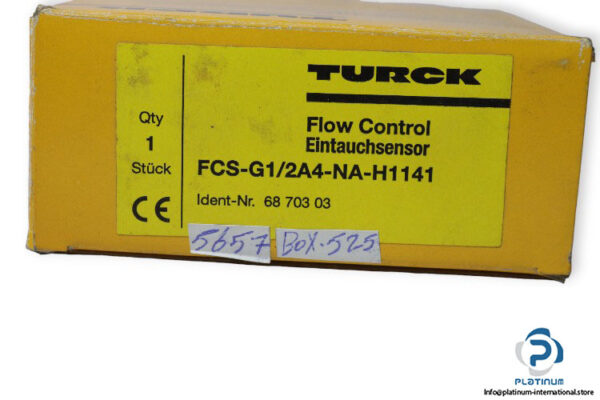 TURCK
Qty
1
Stück
Flow Control
Eintauchsensor
FCS-G1/2A4-NA-H1141
Ident-Nr. 68 703 03
CE
5657 BOX-525
PLATINUM
Info@platinum-international.store